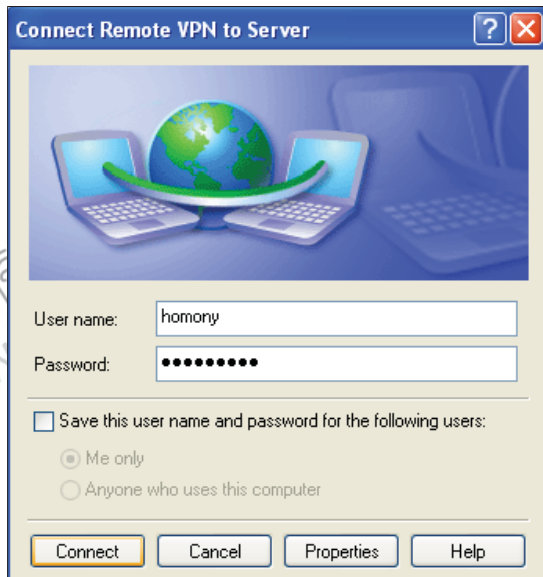 Connect Remote VPN to Server
User name: homony
Password: •••••••••
Save this user name and password for the following users:
Me only
Anyone who uses this computer
Connect Cancel Properties Help